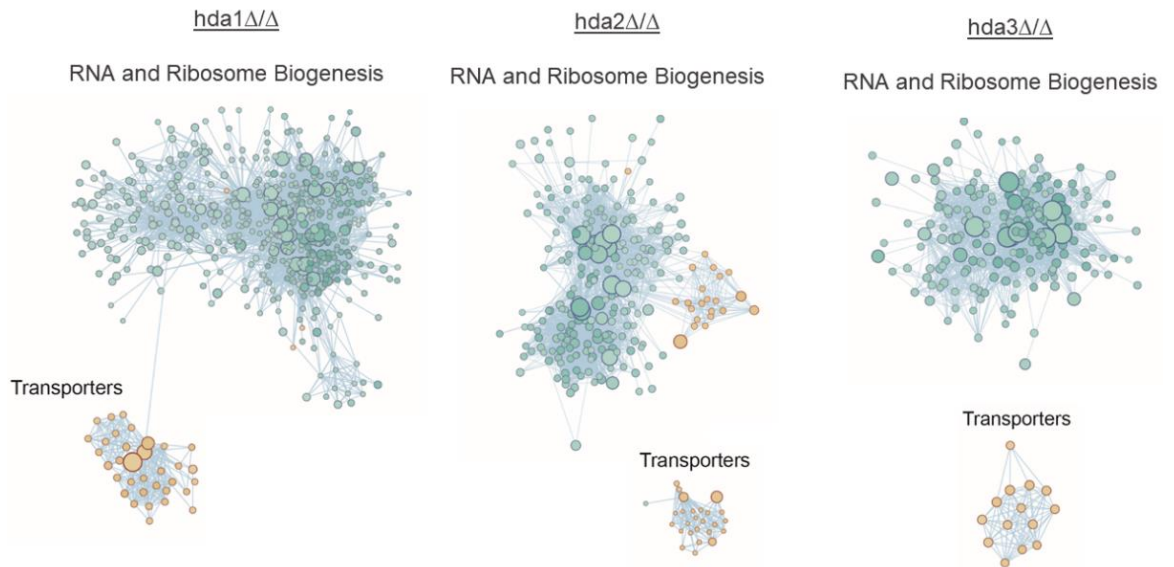 hda1Δ/Δ
RNA and Ribosome Biogenesis
Transporters
hda2Δ/Δ
RNA and Ribosome Biogenesis
Transporters
hda3Δ/Δ
RNA and Ribosome Biogenesis
Transporters